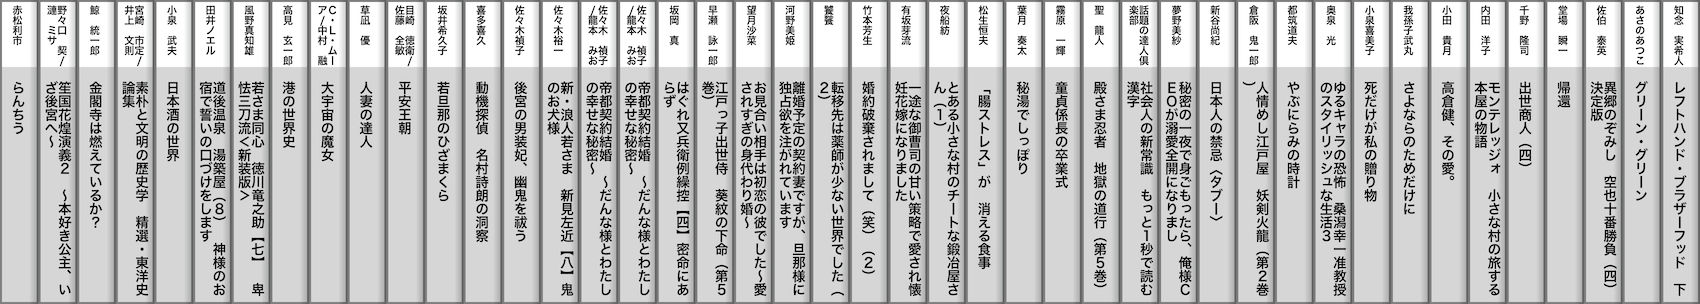 知念　実希人
レフトハンド・ブラザーフッド　下
あさのあつこ
グリーン・グリーン
佐伯　泰英
異郷のぞみし　空也十番勝負（四）
決定版
堂場　瞬一
帰還
千野　隆司
出世商人（四）
内田　洋子
モンテレッジォ　小さな村の旅する
本屋の物語
小田　貴月
高倉健、その愛。
我孫子武丸
さよならのためだけに
小泉喜美子
死だけが私の贈り物
奥泉　光
ゆるキャラの恐怖　桑潟幸一准教授
のスタイリッシュな生活３
都筑道夫
やぶにらみの時計
倉阪　鬼一郎
人情めし江戸屋　妖剣火龍（第２巻
）
新谷尚紀
日本人の禁忌〈タブー〉
夢野美紗
秘密の一夜で身ごもったら、俺様Ｃ
ＥＯが溺愛全開になりまし
話題の達人倶
楽部
社会人の新常識　もっと１秒で読む
漢字
聖　龍人
殿さま忍者　地獄の道行（第５巻）
霧原　一輝
童貞係長の卒業式
葉月　奏太
秘湯でしっぽり
松生恒夫
「腸ストレス」が　消える食事
夜船紡
とある小さな村のチートな鍛冶屋さ
ん（１）
有坂芽流
一途な御曹司の甘い策略で愛され懐
妊花嫁になりました
竹本芳生
婚約破棄されまして（笑）（２）
饕餮
転移先は薬師が少ない世界でした（
２）
河野美姫
離婚予定の契約妻ですが、旦那様に
独占欲を注がれています
望月沙菜
お見合い相手は初恋の彼でした～愛
されすぎの身代わり婚～
早瀬　詠一郎
江戸っ子出世侍　葵紋の下命（第５
巻）
坂岡　真
はぐれ又兵衛例繰控【四】密命にあ
らず
佐々木　禎子
/龍本　みお
帝都契約結婚　～だんな様とわたし
の幸せな秘密～
佐々木　禎子
/龍本　みお
帝都契約結婚　～だんな様とわたし
の幸せな秘密～
佐々木裕一
新・浪人若さま　新見左近【八】鬼
のお犬様
佐々木禎子
後宮の男装妃、幽鬼を祓う
喜多喜久
動機探偵　名村詩朗の洞察
坂井希久子
若旦那のひざまくら
目崎　徳衛/
佐藤　全敏
平安王朝
草凪　優
人妻の達人
Ｃ・Ｌ・ムー
ア/中村　融
大宇宙の魔女
高見　玄一郎
港の世界史
風野真知雄
若さま同心　徳川竜之助【七】　卑
怯三刀流＜新装版＞
田井ノエル
道後温泉　湯築屋（８）　神様のお
宿で誓いの口づけをします
小泉　武夫
日本酒の世界
宮崎　市定/
井上　文則
素朴と文明の歴史学　精選・東洋史
論集
鯨　統一郎
金閣寺は燃えているか？
野々口　契/
漣　ミサ
笙国花煌演義２　～本好き公主、い
ざ後宮へ～
赤松利市
らんちう